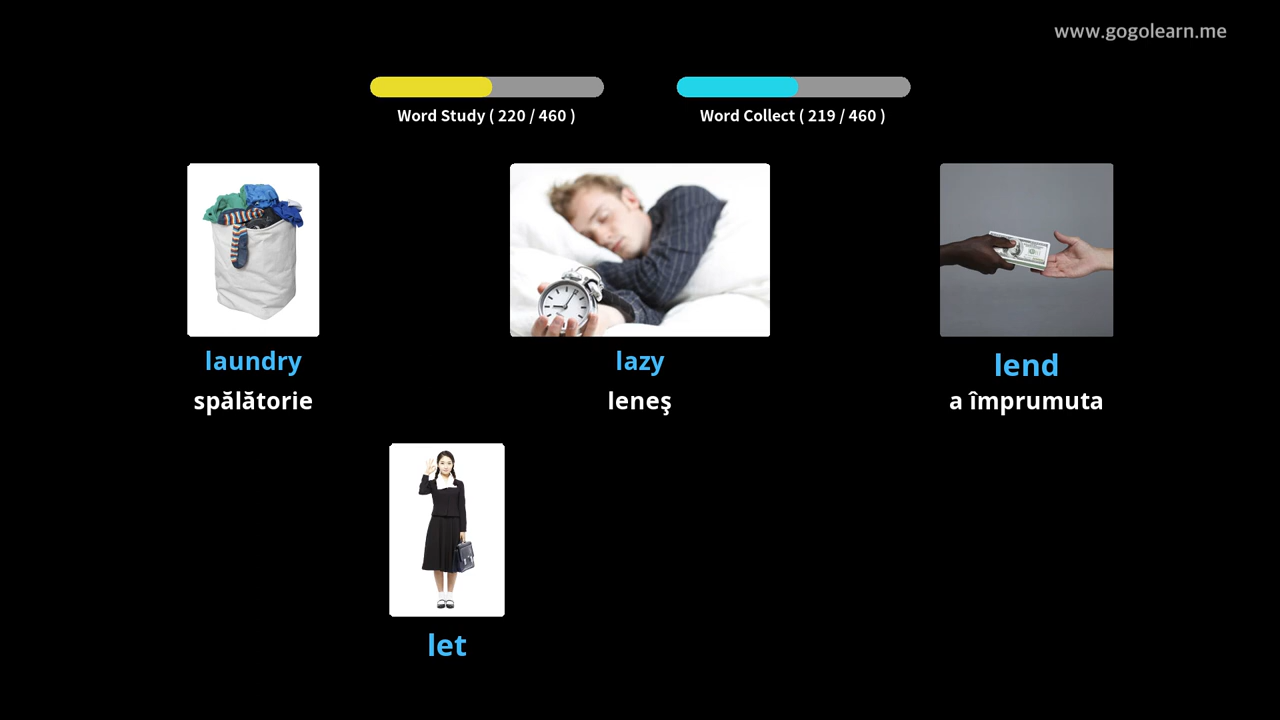 www.gogolearn.me
Word Study ( 220 / 460 )
Word Collect ( 219 / 460 )
laundry
spălătorie
lazy
leneş
lend
a împrumuta
let